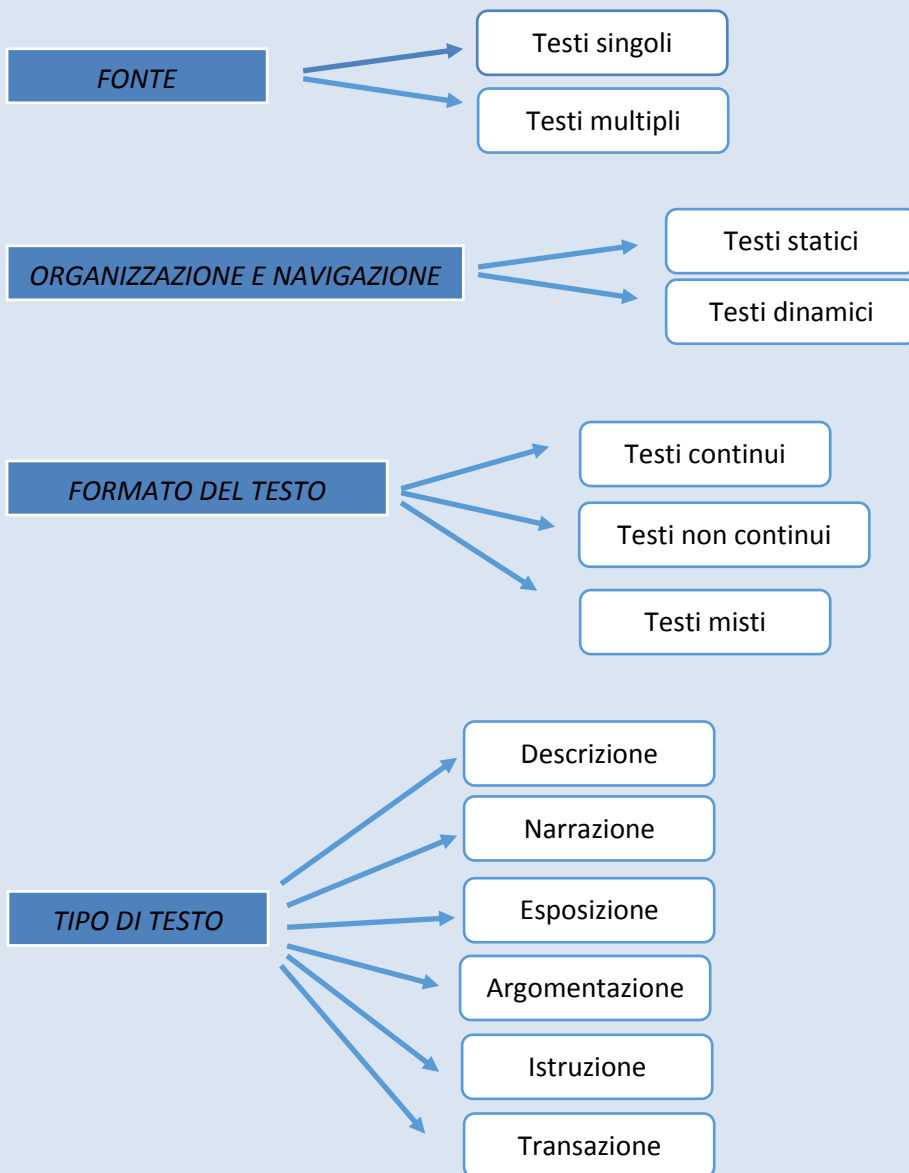 FONTE
Testi singoli
Testi multipli
ORGANIZZAZIONE E NAVIGAZIONE
Testi statici
Testi dinamici
FORMATO DEL TESTO
Testi continui
Testi non continui
Testi misti
TIPO DI TESTO
Descrizione
Narrazione
Esposizione
Argomentazione
Istruzione
Transazione